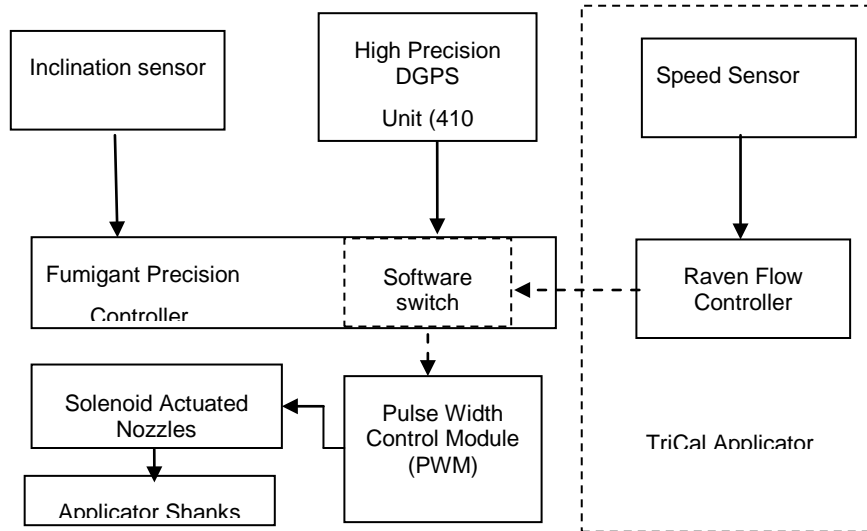 Inclination sensor
High Precision
DGPS
Unit (410
Speed Sensor
Fumigant Precision
Controller
Software
switch
Raven Flow
Controller
Solenoid Actuated
Nozzles
Pulse Width
Control Module
(PWM)
TriCal Applicator
Applicator Shanks